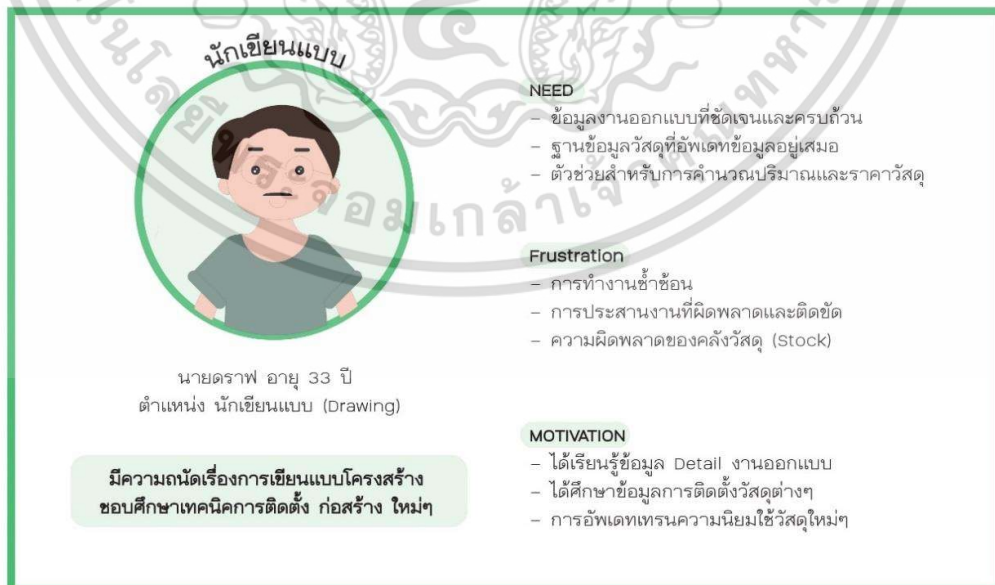 นักเขียนแบบ
นายดราฟ อายุ 33 ปี
ตำแหน่ง นักเขียนแบบ (Drawing)
มีความถนัดเรื่องการเขียนแบบโครงสร้าง
ชอบศึกษาเทคนิคการติดตั้ง ก่อสร้าง ใหม่ๆ
NEED
- ข้อมูลงานออกแบบที่ชัดเจนและครบถ้วน
- ฐานข้อมูลวัสดุที่อัพเดทข้อมูลอยู่เสมอ
- ตัวช่วยสำหรับการคำนวณปริมาณและราคาวัสดุ
Frustration
- การทำงานซ้ำซ้อน
- การประสานงานที่ผิดพลาดและติดขัด
- ความผิดพลาดของคลังวัสดุ (Stock)
MOTIVATION
- ได้เรียนรู้ข้อมูล Detail งานออกแบบ
- ได้ศึกษาข้อมูลการติดตั้งวัสดุต่างๆ
- การอัพเดทเทรนความนิยมใช้วัสดุใหม่ๆ